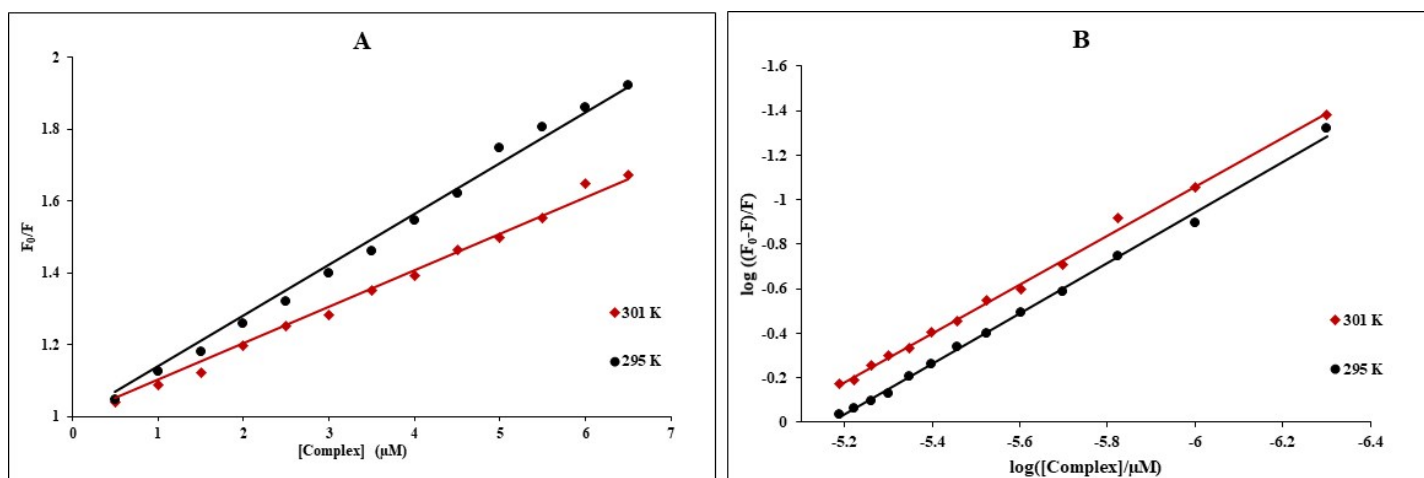 A
F₀/F
2
1.8
1.6
1.4
1.2
1
0 1 2 3 4 5 6 7
[Complex] (µM)
301 K
295 K
B
log ((F₀-F)/F)
-1.6
-1.4
-1.2
-1
-0.8
-0.6
-0.4
-0.2
0
-5.2 -5.4 -5.6 -5.8 -6 -6.2 -6.4
log([Complex]/µM)
301 K
295 K